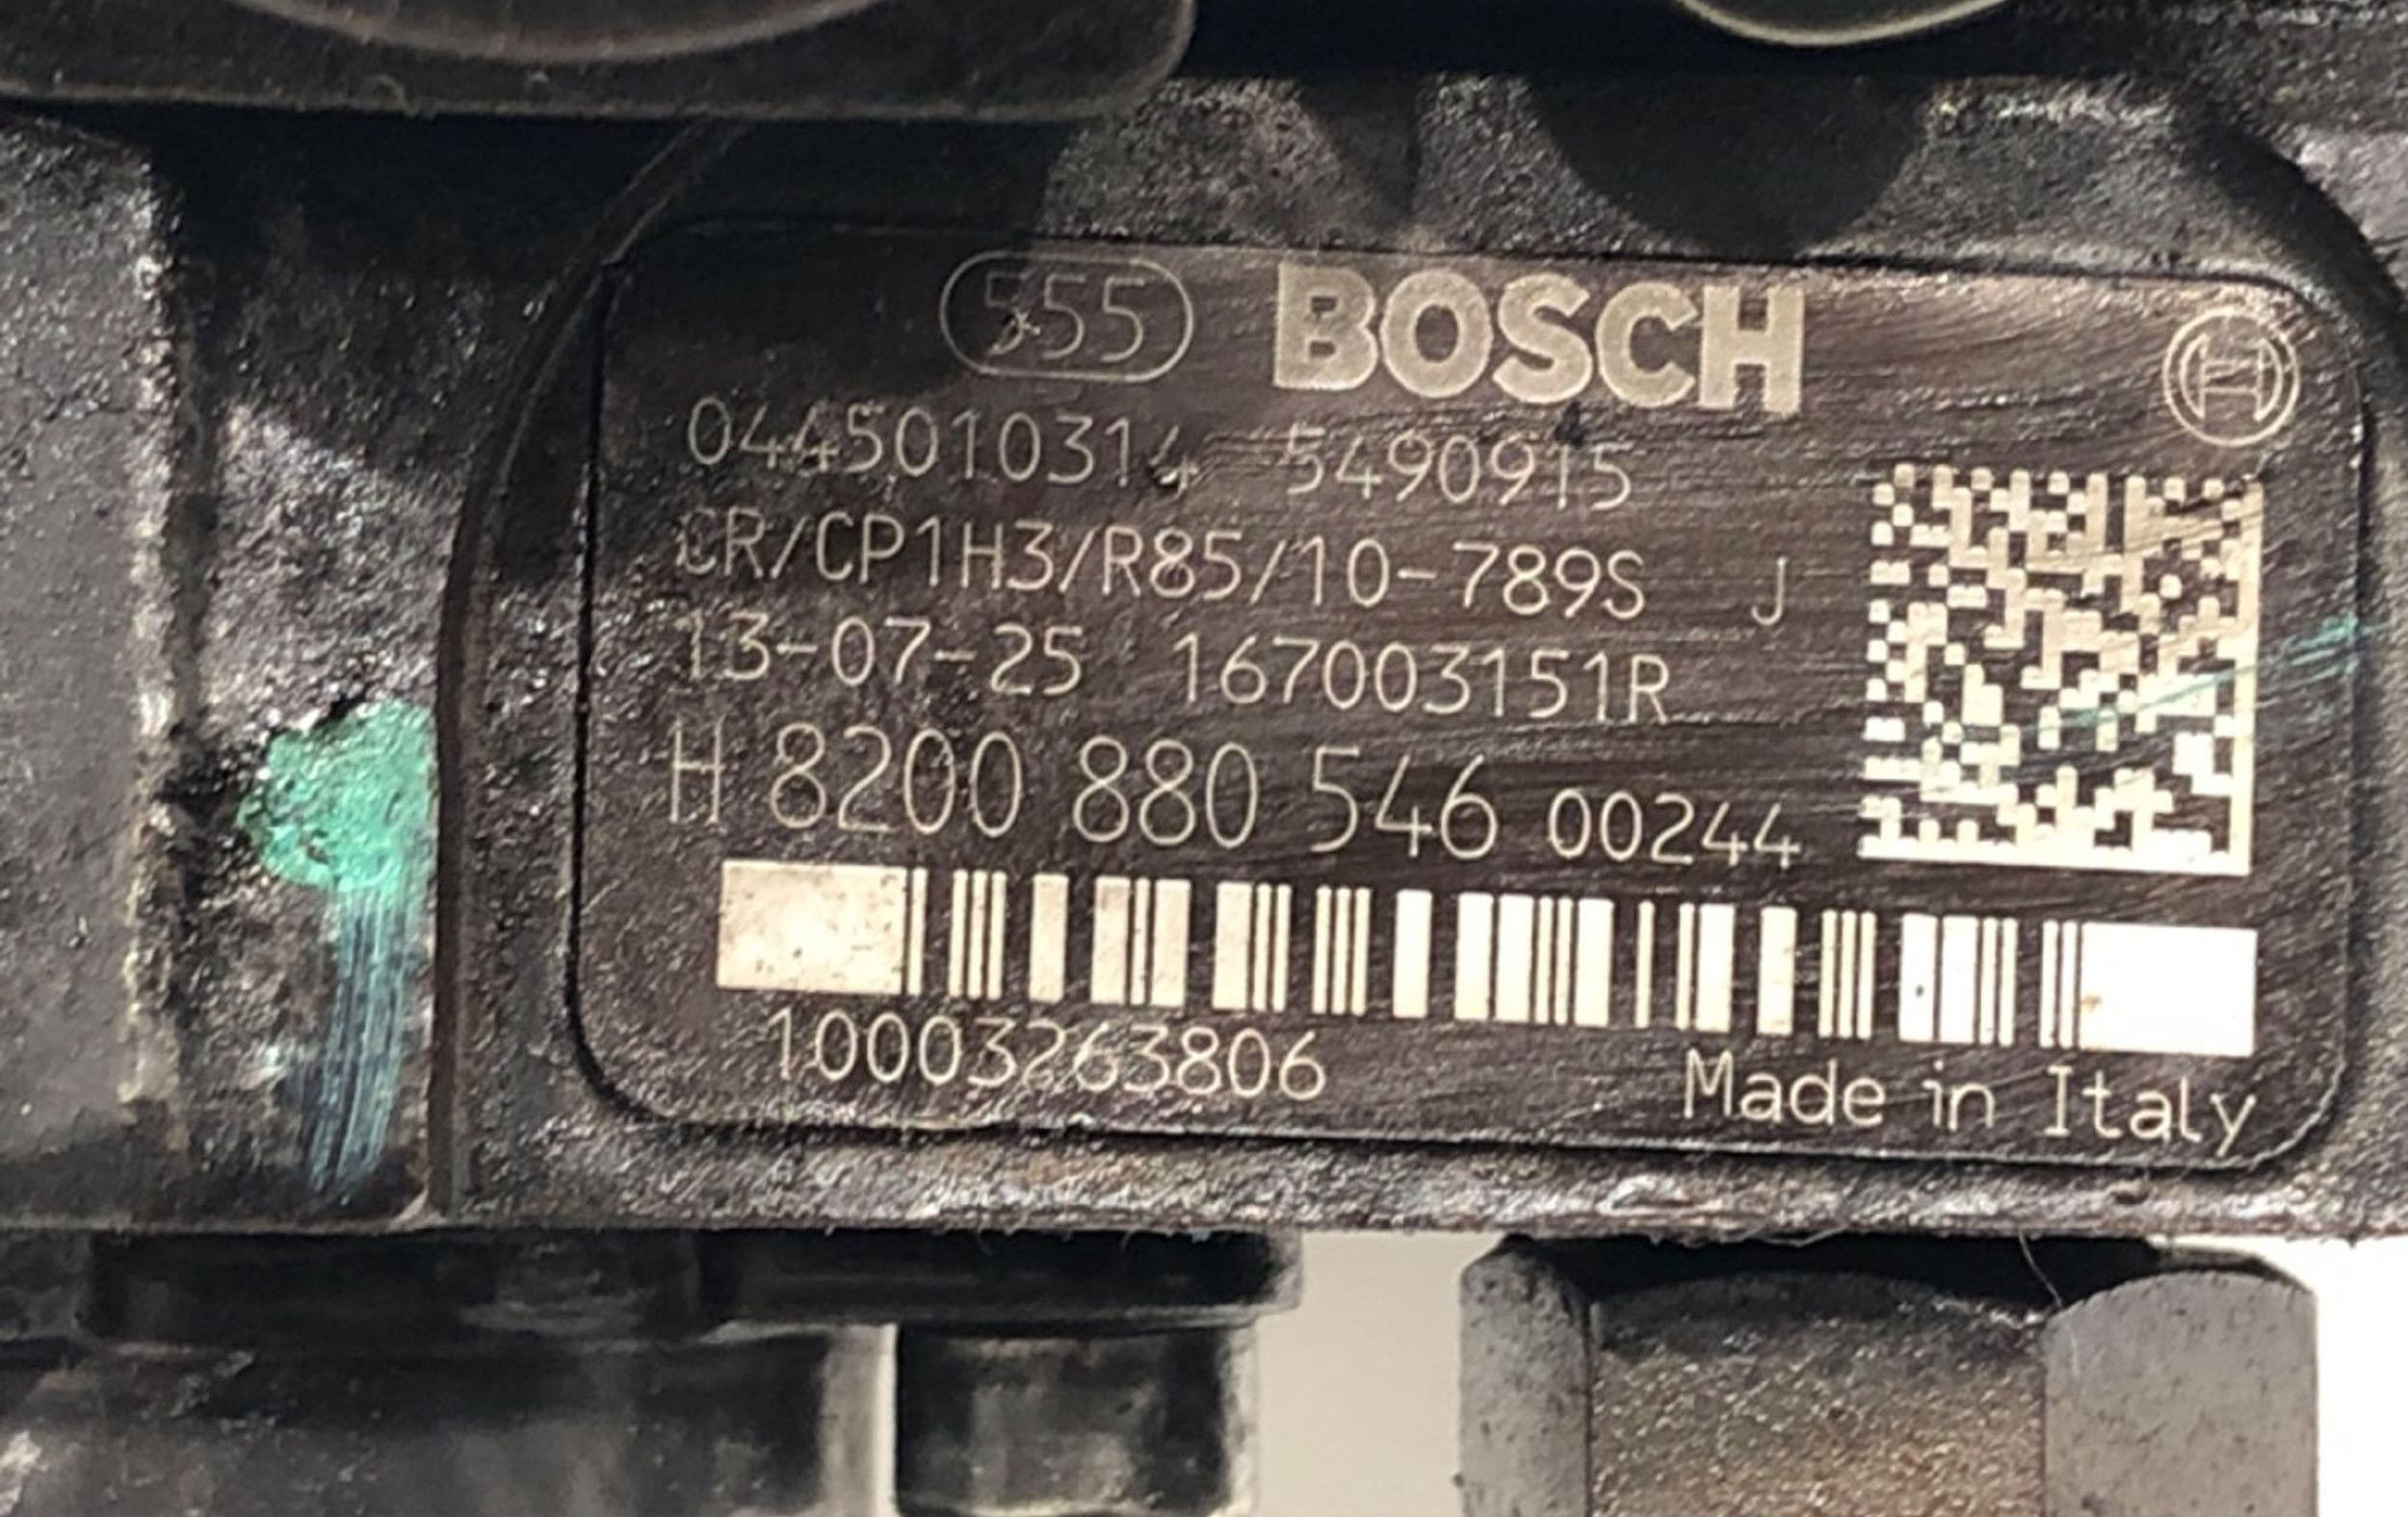 555 BOSCH
0445010314 5490915
CR/CP1H3/R85/10-789S J
13-07-25 167003151R
H 8200 880 546 00244
10003263806
Made in Italy